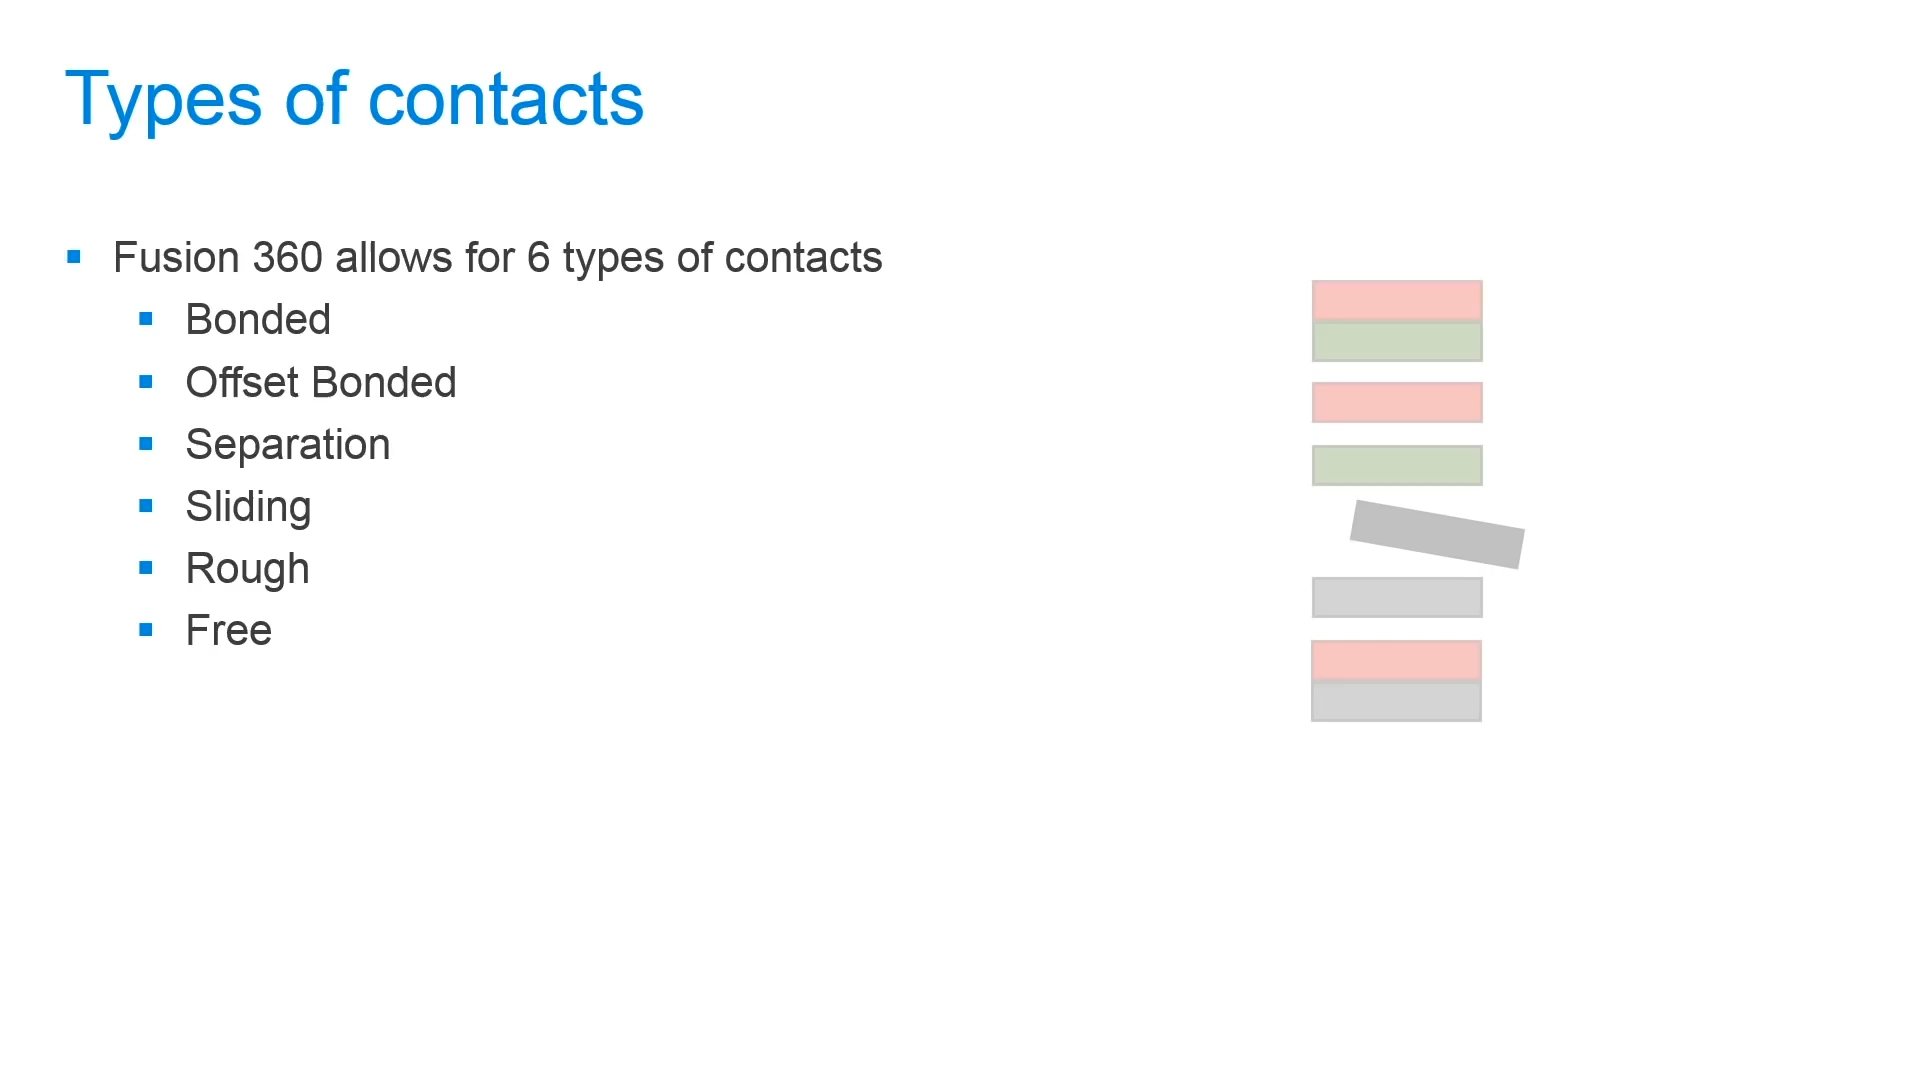 Types of contacts
Fusion 360 allows for 6 types of contacts
Bonded
Offset Bonded
Separation
Sliding
Rough
Free